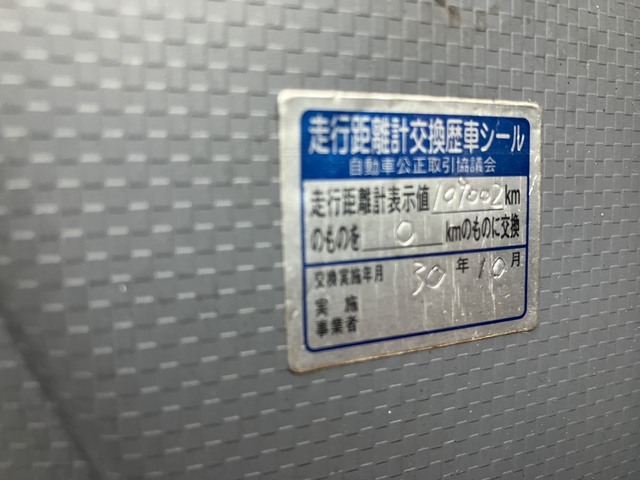 走行距離計交換歴車シール
自動車公正取引協議会
走行距離計表示値 109002 km
のものを 0 kmのものに交換
交換実施年月 30 年 10 月
実施
事業者